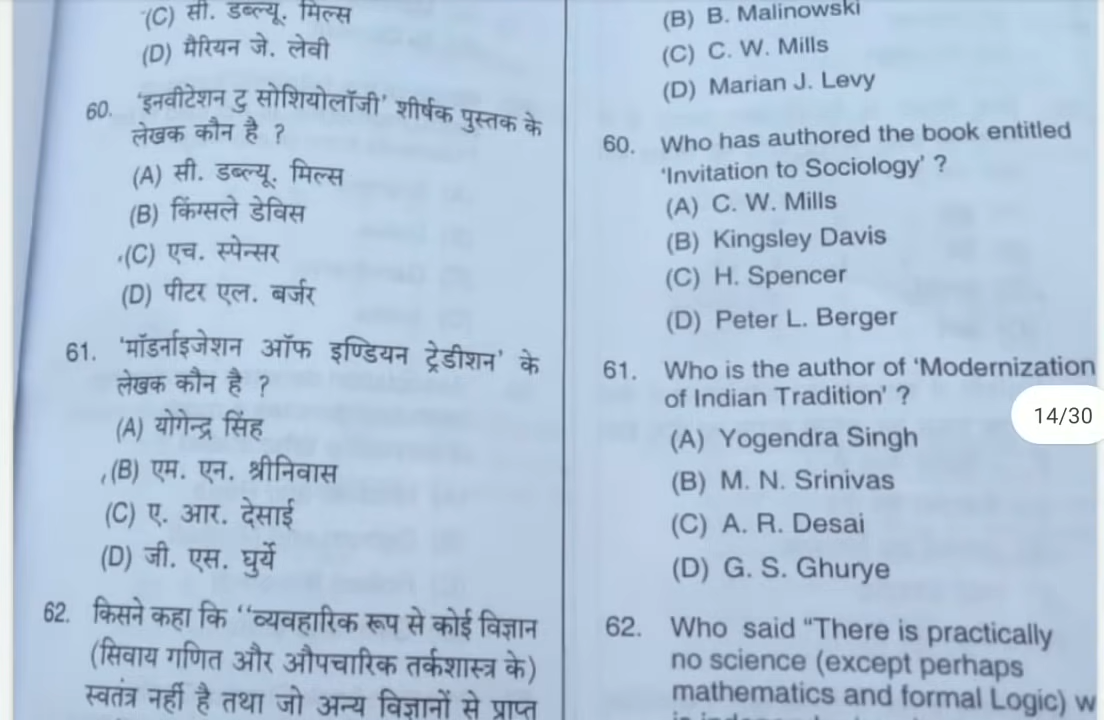 (C) सी. डब्ल्यू. मिल्स
(D) मैरियन जे. लेवी
60. 'इनवीटेशन टु सोशियोलॉजी' शीर्षक पुस्तक के
लेखक कौन है ?
(A) सी. डब्ल्यू. मिल्स
(B) किंग्सले डेविस
(C) एच. स्पेन्सर
(D) पीटर एल. बर्जर
61. 'मॉडर्नाइजेशन ऑफ इण्डियन ट्रेडीशन' के
लेखक कौन है ?
(A) योगेन्द्र सिंह
(B) एम. एन. श्रीनिवास
(C) ए. आर. देसाई
(D) जी. एस. घुर्ये
62. किसने कहा कि "व्यवहारिक रूप से कोई विज्ञान
(सिवाय गणित और औपचारिक तर्कशास्त्र के)
स्वतंत्र नहीं है तथा जो अन्य विज्ञानों से प्राप्त
(B) B. Malinowski
(C) C. W. Mills
(D) Marian J. Levy
60. Who has authored the book entitled
'Invitation to Sociology' ?
(A) C. W. Mills
(B) Kingsley Davis
(C) H. Spencer
(D) Peter L. Berger
61. Who is the author of 'Modernization
of Indian Tradition' ?
(A) Yogendra Singh
(B) M. N. Srinivas
(C) A. R. Desai
(D) G. S. Ghurye
62. Who said "There is practically
no science (except perhaps
mathematics and formal Logic) w
14/30